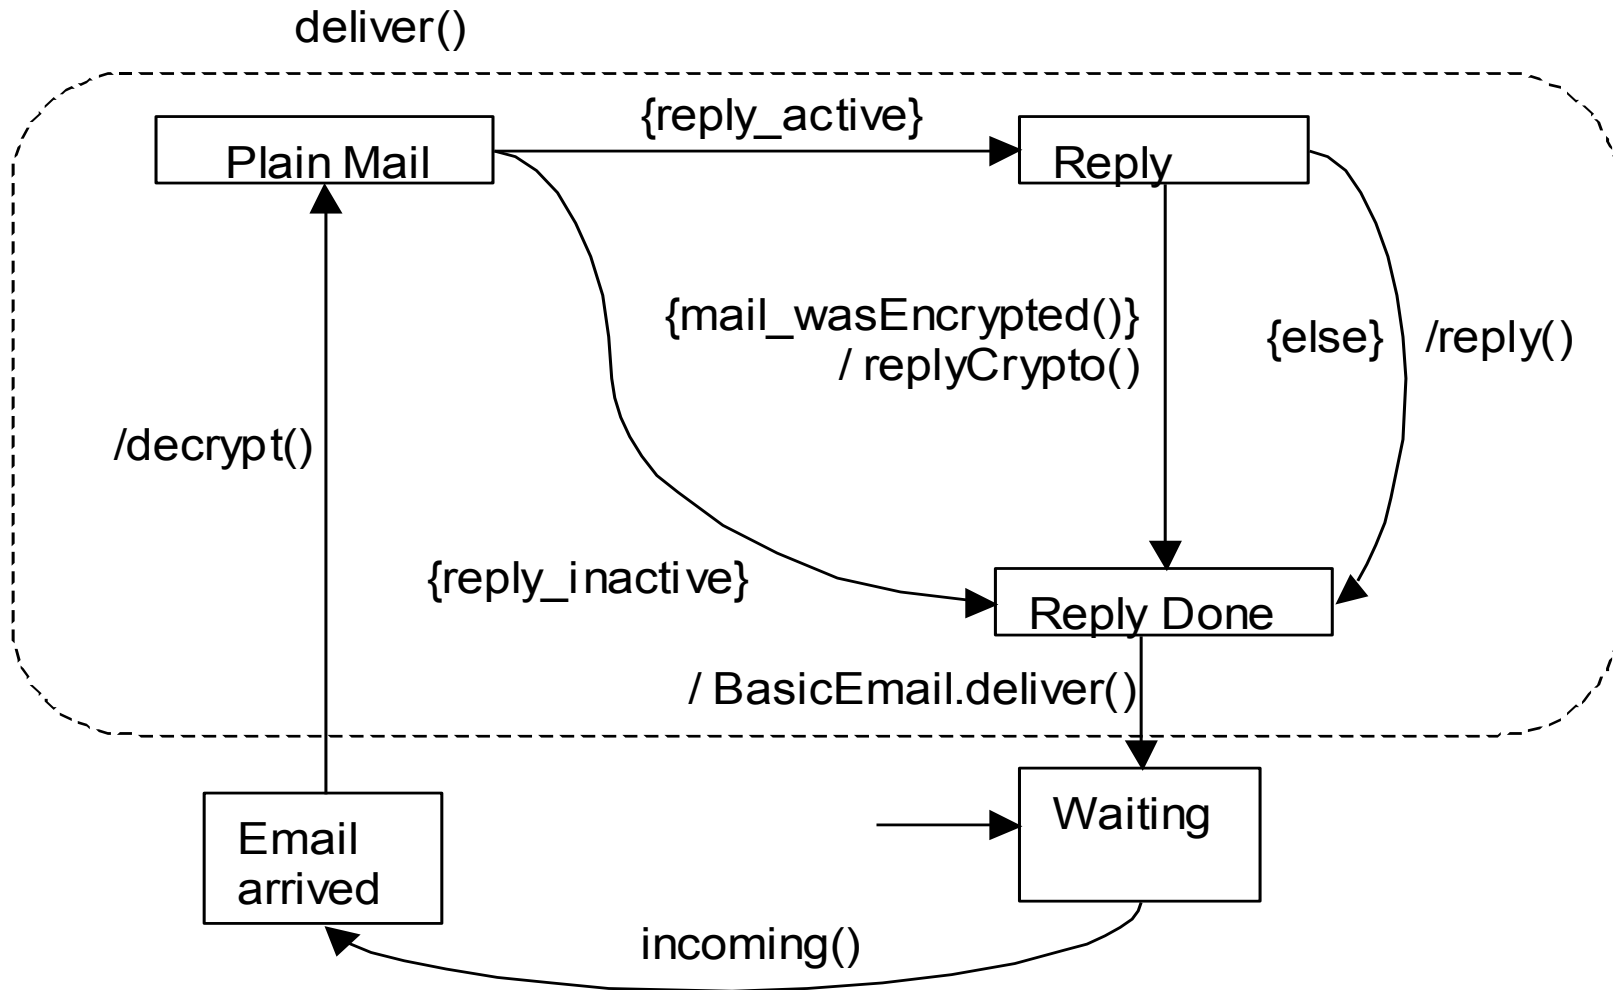 deliver()
{reply_active}
Plain Mail
Reply
{mail_wasEncrypted()}
/ replyCrypto()
{else}
/reply()
/decrypt()
{reply_inactive}
Reply Done
/ BasicEmail.deliver()
Waiting
Email
arrived
incoming()